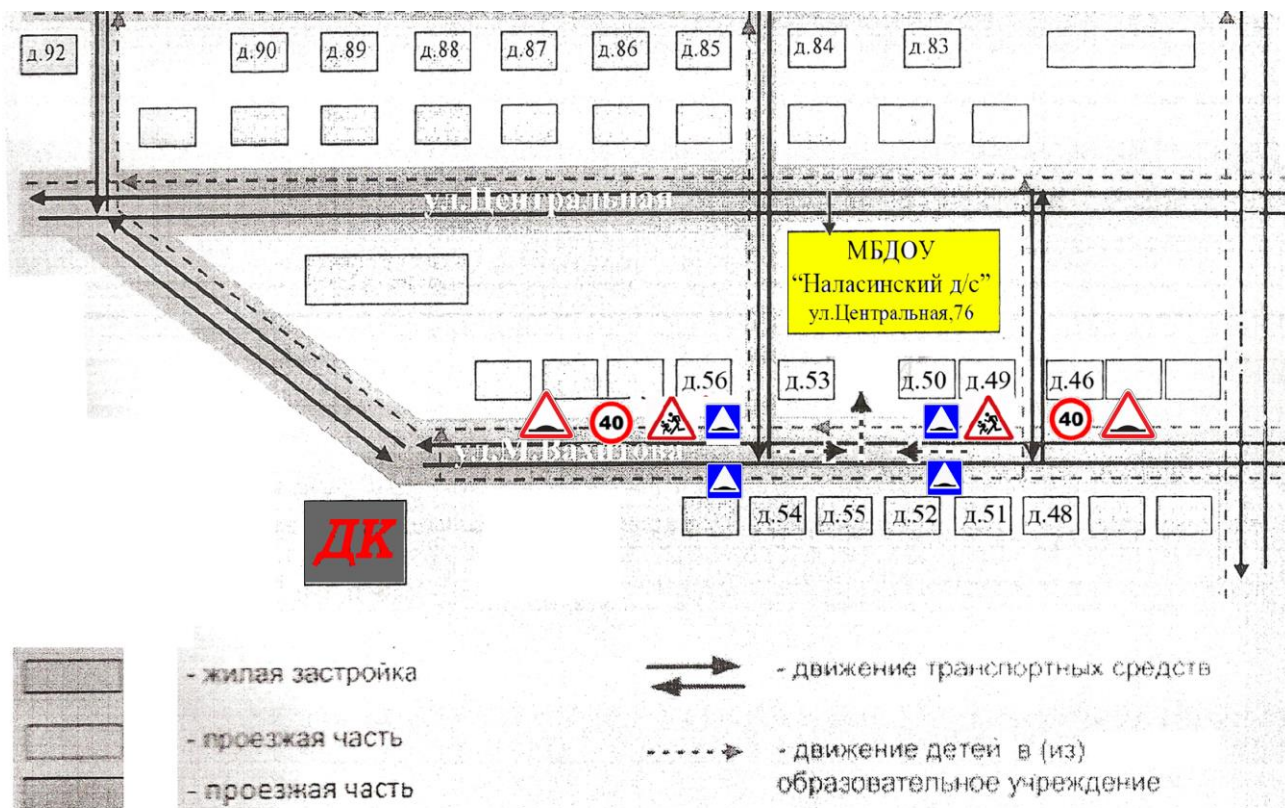 д.92
д.90
д.89
д.88
д.87
д.86
д.85
д.84
д.83
ул.Центральная
МБДОУ
“Наласинский д/с”
ул.Центральная,76
д.56
д.53
д.50
д.49
д.46
40
40
ул.М.Вахитова
д.54
д.55
д.52
д.51
д.48
ДК
- жилая застройка
- проезжая часть
- проезжая часть
- движение транспортных средств
- движение детей в (из)
образовательное учреждение